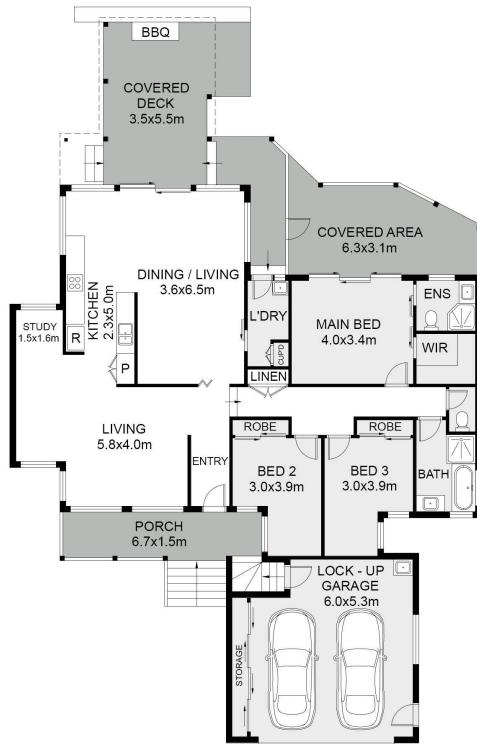 BBQ
COVERED
DECK
3.5x5.5m
COVERED AREA
6.3x3.1m
DINING / LIVING
3.6x6.5m
KITCHEN
2.3x5.0m
STUDY
1.5x1.6m
R
P
L'DRY
CUP'D
LINEN
MAIN BED
4.0x3.4m
ENS
WIR
LIVING
5.8x4.0m
ENTRY
ROBE
ROBE
BED 2
3.0x3.9m
BED 3
3.0x3.9m
BATH
PORCH
6.7x1.5m
LOCK - UP
GARAGE
6.0x5.3m
STORAGE